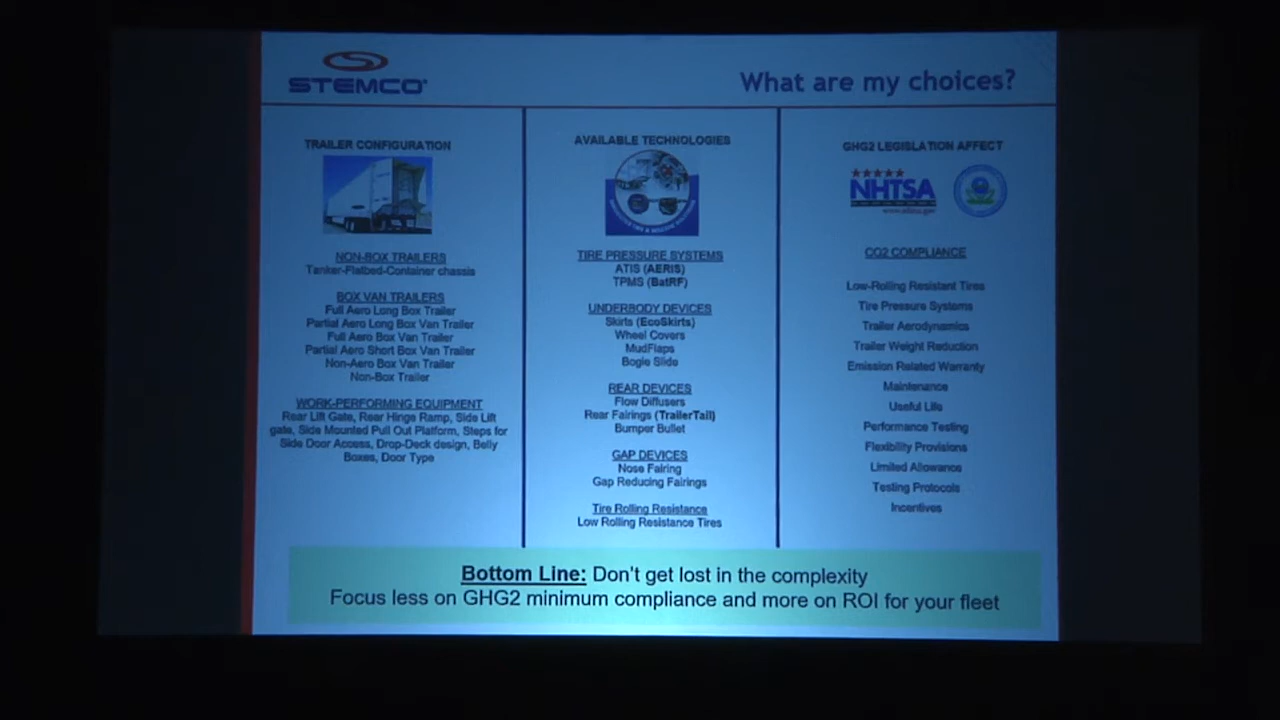 STEMCO
What are my choices?
TRAILER CONFIGURATION
NON-BOX TRAILERS
Tanker-Flatbed-Container chassis
BOX VAN TRAILERS
Full Aero Long Box Trailer
Partial Aero Long Box Van Trailer
Full Aero Box Van Trailer
Partial Aero Short Box Van Trailer
Non-Aero Box Van Trailer
Non-Box Trailer
WORK-PERFORMING EQUIPMENT
Rear Lift Gate, Rear Hinge Ramp, Side Lift
gate, Side Mounted Pull Out Platform, Steps for
Side Door Access, Drop-Deck design, Belly
Boxes, Door Type
AVAILABLE TECHNOLOGIES
TIRE PRESSURE SYSTEMS
ATIS (AERIS)
TPMS (BatRF)
UNDERBODY DEVICES
Skirts (EcoSkirts)
Wheel Covers
MudFlaps
Bogie Slide
REAR DEVICES
Flow Diffusers
Rear Fairings (TrailerTail)
Bumper Bullet
GAP DEVICES
Nose Fairing
Gap Reducing Fairings
Tire Rolling Resistance
Low Rolling Resistance Tires
GHG2 LEGISLATION AFFECT
NHTSA
www.nhtsa.gov
CO2 COMPLIANCE
Low-Rolling Resistant Tires
Tire Pressure Systems
Trailer Aerodynamics
Trailer Weight Reduction
Emission Related Warranty
Maintenance
Useful Life
Performance Testing
Flexibility Provisions
Limited Allowance
Testing Protocols
Incentives
Bottom Line: Don't get lost in the complexity
Focus less on GHG2 minimum compliance and more on ROI for your fleet